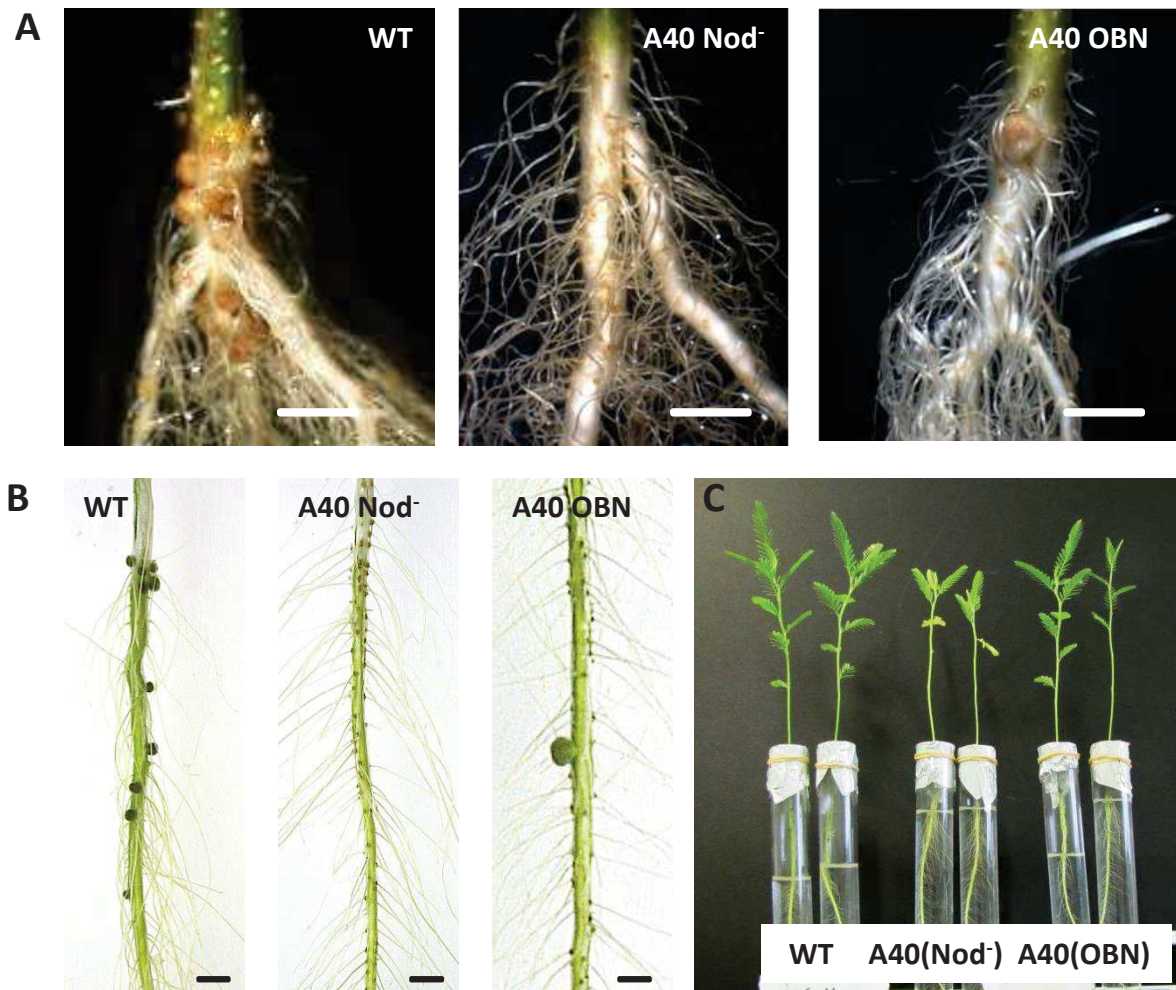 A
WT
A40 Nod⁻
A40 OBN
B
WT
A40 Nod⁻
A40 OBN
C
WT A40(Nod⁻) A40(OBN)